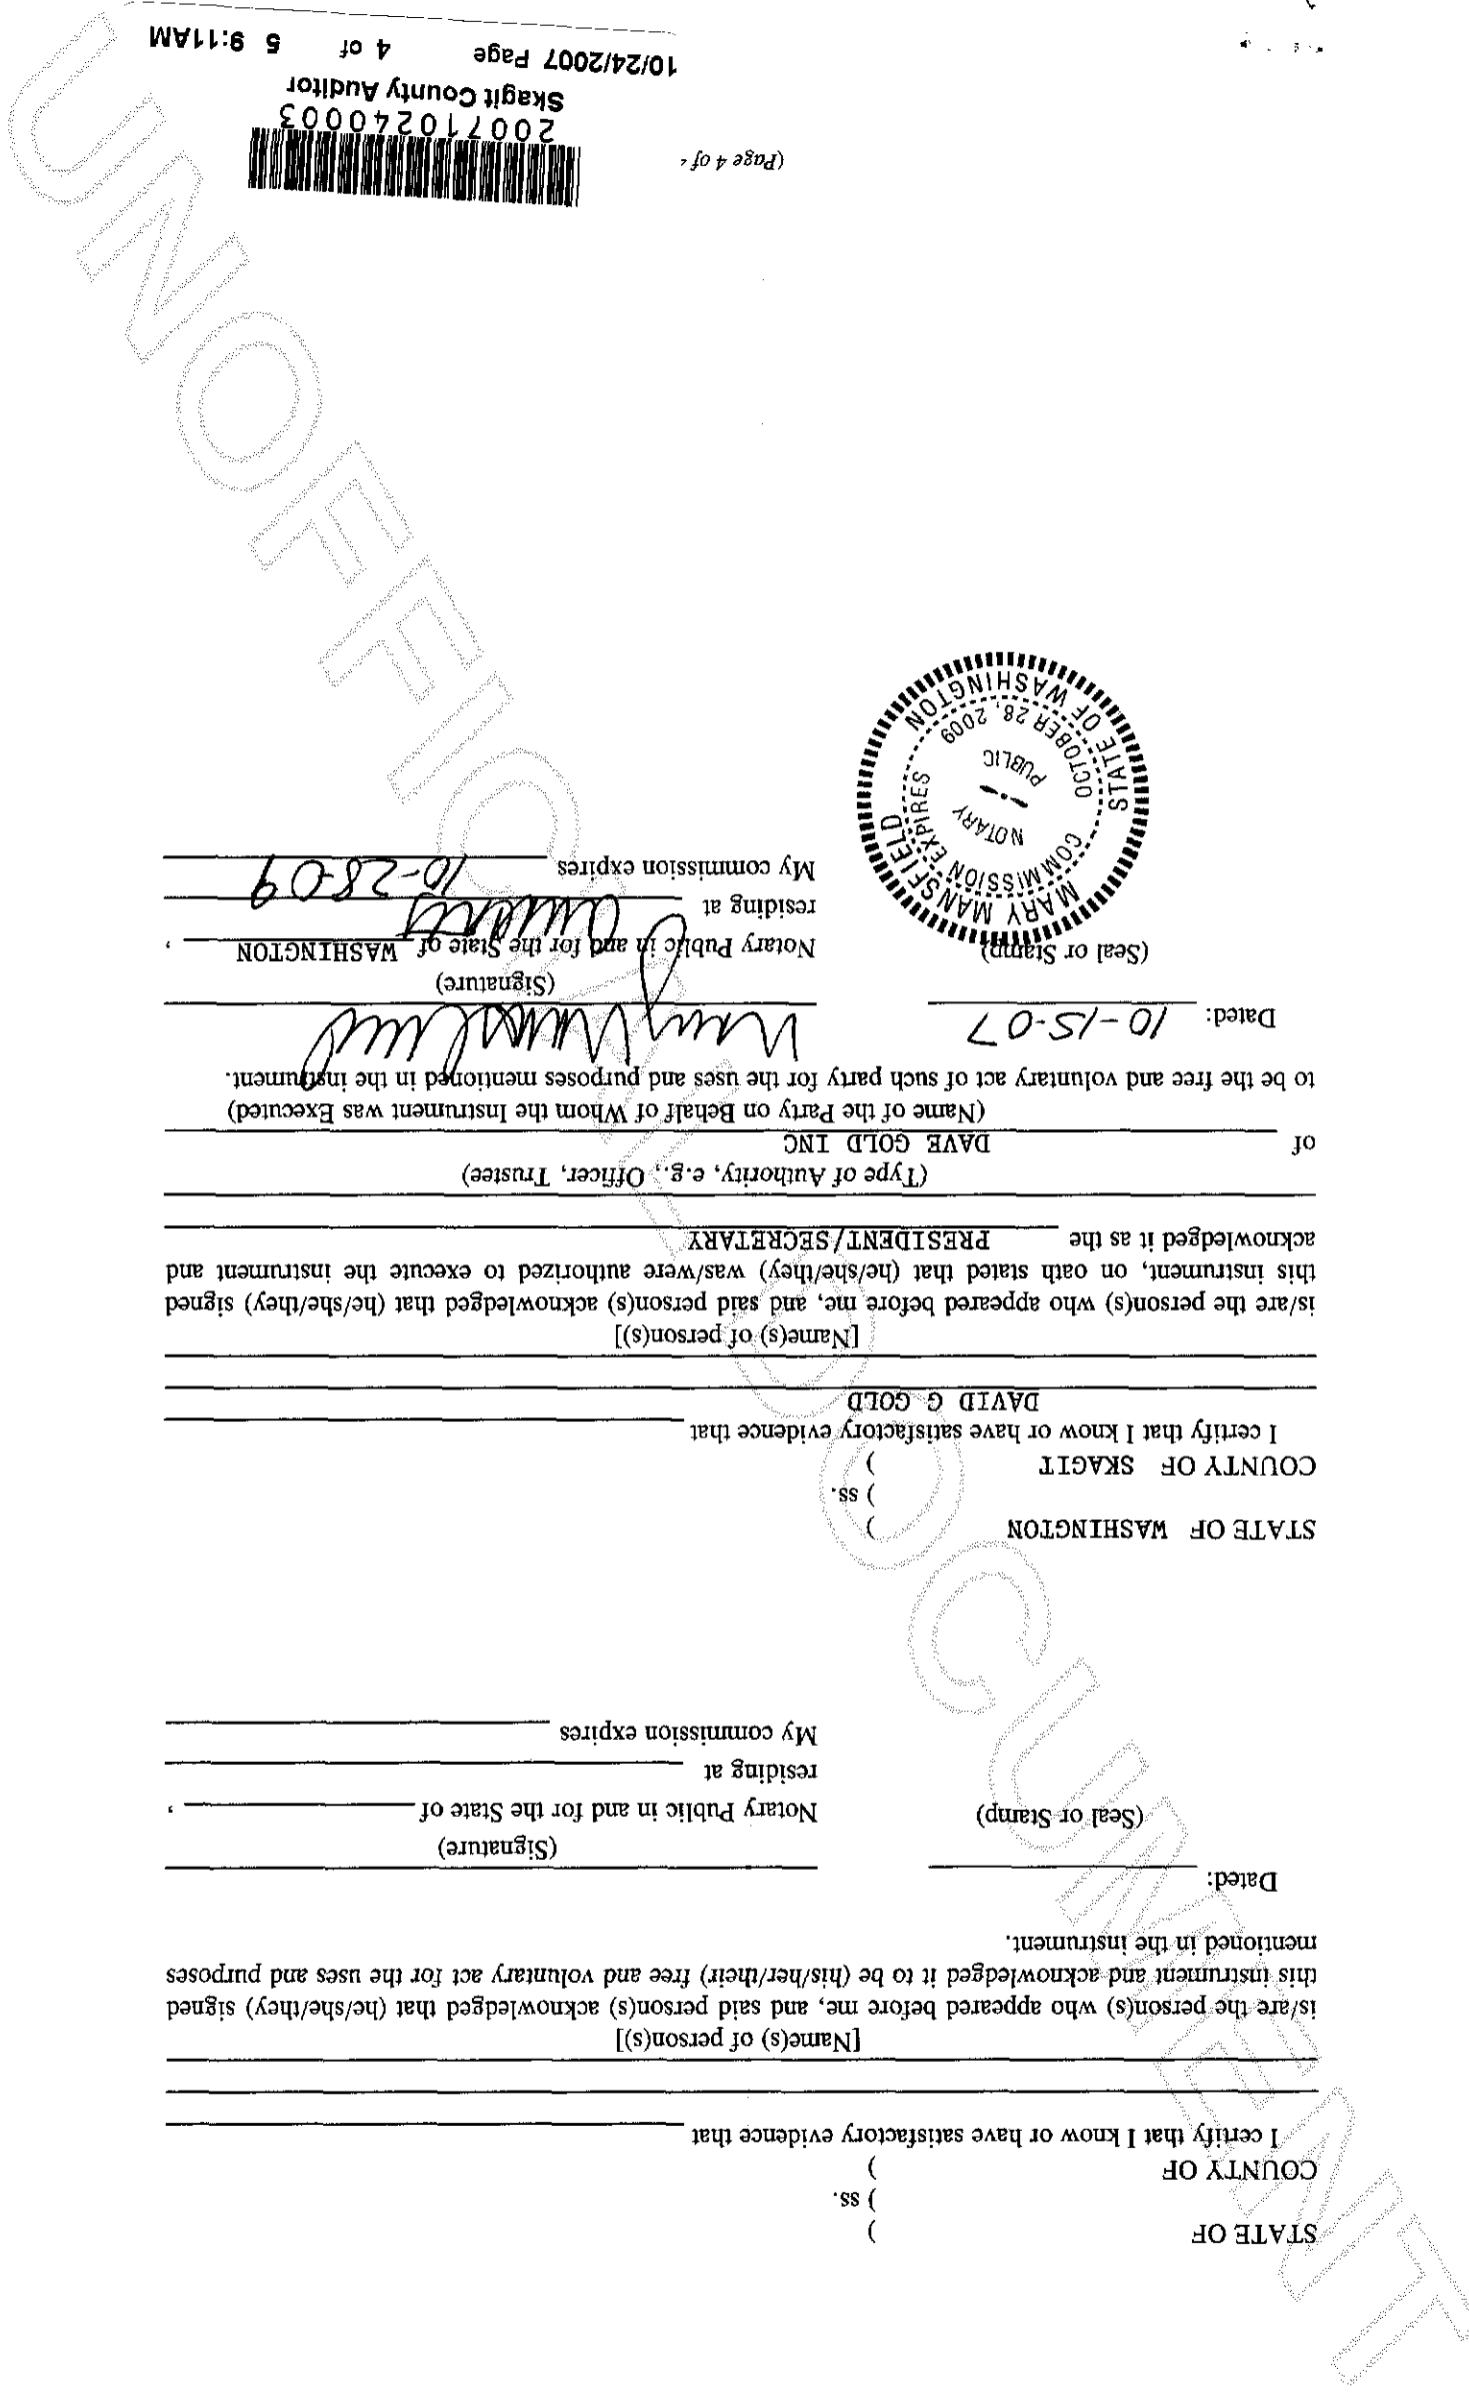 STATE OF )
) ss.
COUNTY OF )
I certify that I know or have satisfactory evidence that
[Name(s) of person(s)]
is/are the person(s) who appeared before me, and said person(s) acknowledged that (he/she/they) signed
this instrument and acknowledged it to be (his/her/their) free and voluntary act for the uses and purposes
mentioned in the instrument.
Dated:
(Signature)
(Seal or Stamp)
Notary Public in and for the State of ,
residing at
My commission expires
STATE OF WASHINGTON )
) ss.
COUNTY OF SKAGIT )
I certify that I know or have satisfactory evidence that
DAVID G GOLD
[Name(s) of person(s)]
is/are the person(s) who appeared before me, and said person(s) acknowledged that (he/she/they) signed
this instrument, on oath stated that (he/she/they) was/were authorized to execute the instrument and
acknowledged it as the PRESIDENT/SECRETARY
(Type of Authority, e.g., Officer, Trustee)
of DAVE GOLD INC
(Name of the Party on Behalf of Whom the Instrument was Executed)
to be the free and voluntary act of such party for the uses and purposes mentioned in the instrument.
Dated: 10-15-07
Mary Mansfield
(Signature)
(Seal or Stamp)
Notary Public in and for the State of WASHINGTON ,
residing at
My commission expires 10-28-09
MARY MANSFIELD
COMMISSION EXPIRES
NOTARY
PUBLIC
OCTOBER 28, 2009
STATE OF WASHINGTON
(Page 4 of
200710240003
Skagit County Auditor
10/24/2007 Page 4 of 5 9:11AM
UNOFFICIAL DOCUMENT